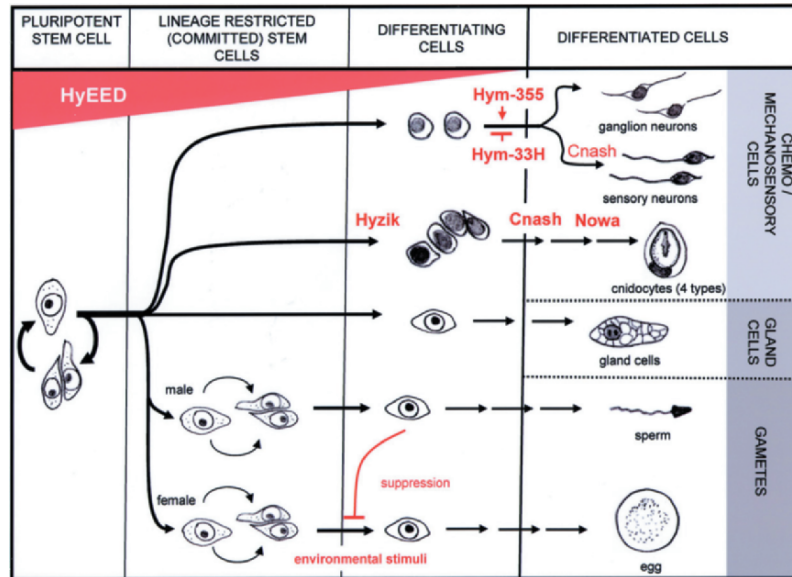 PLURIPOTENT
STEM CELL
LINEAGE RESTRICTED
(COMMITTED) STEM
CELLS
DIFFERENTIATING
CELLS
DIFFERENTIATED CELLS
HyEED
Hym-355
Hym-33H
ganglion neurons
Cnash
sensory neurons
CHEMO /
MECHANOSENSORY
CELLS
Hyzik
Cnash
Nowa
cnidocytes (4 types)
gland cells
GLAND
CELLS
male
sperm
suppression
GAMETES
female
environmental stimuli
egg